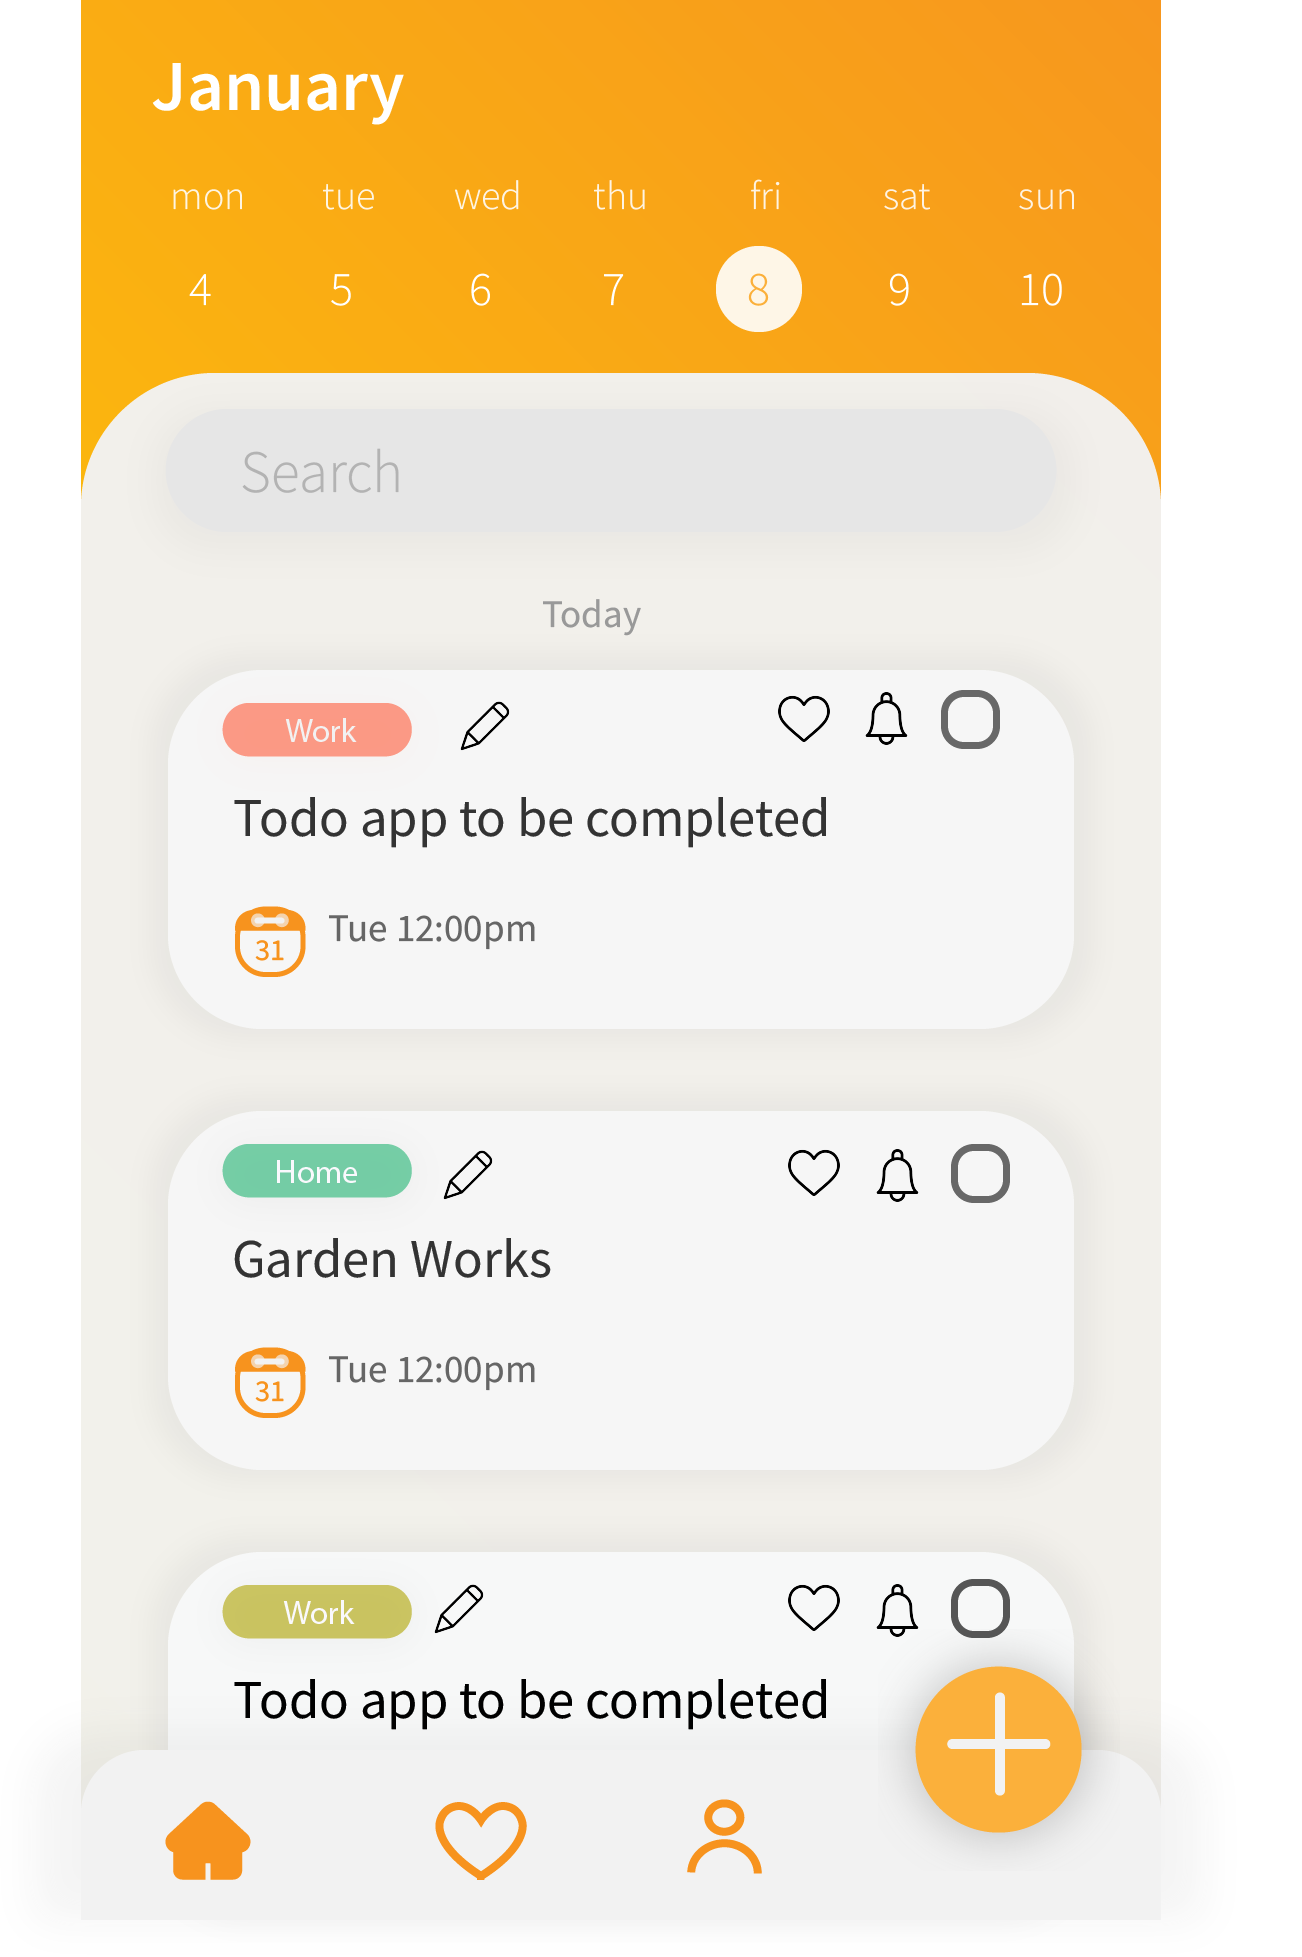 January
mon tue wed thu fri sat sun
4 5 6 7 8 9 10
Search
Today
Work
Todo app to be completed
31 Tue 12:00pm
Home
Garden Works
31 Tue 12:00pm
Work
Todo app to be completed